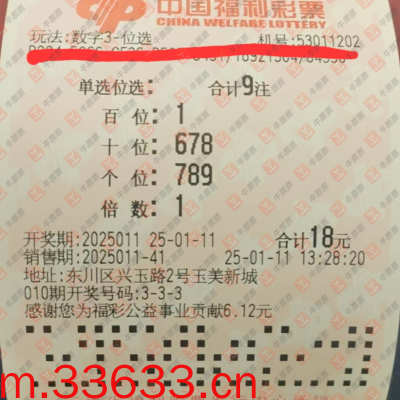 中国福利彩票
CHINA WELFARE LOTTERY
玩法:数字3-位选 机号:53011202
单选位选: 合计9注
百位:1
十位:678
个位:789
倍数:1
开奖期:2025011 25-01-11 合计18元
销售期:2025011-41 25-01-11 13:28:20
地址:东川区兴玉路2号玉美新城
010期开奖号码:3-3-3
感谢您为福彩公益事业贡献6.12元
m.33633.cn